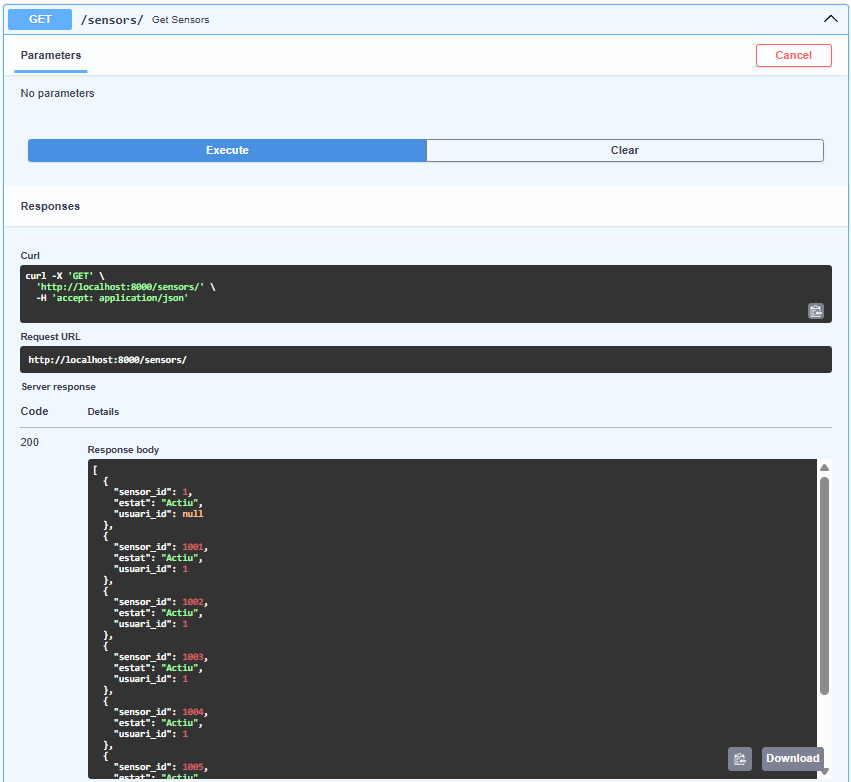 GET /sensors/ Get Sensors
Parameters
Cancel
No parameters
Execute
Clear
Responses
Curl
curl -X 'GET' \
'http://localhost:8000/sensors/' \
-H 'accept: application/json'
Request URL
http://localhost:8000/sensors/
Server response
Code Details
200
Response body
[
{
"sensor_id": 1,
"estat": "Actiu",
"usuari_id": null
},
{
"sensor_id": 1001,
"estat": "Actiu",
"usuari_id": 1
},
{
"sensor_id": 1002,
"estat": "Actiu",
"usuari_id": 1
},
{
"sensor_id": 1003,
"estat": "Actiu",
"usuari_id": 1
},
{
"sensor_id": 1004,
"estat": "Actiu",
"usuari_id": 1
},
{
"sensor_id": 1005,
"estat": "Actiu",
Download